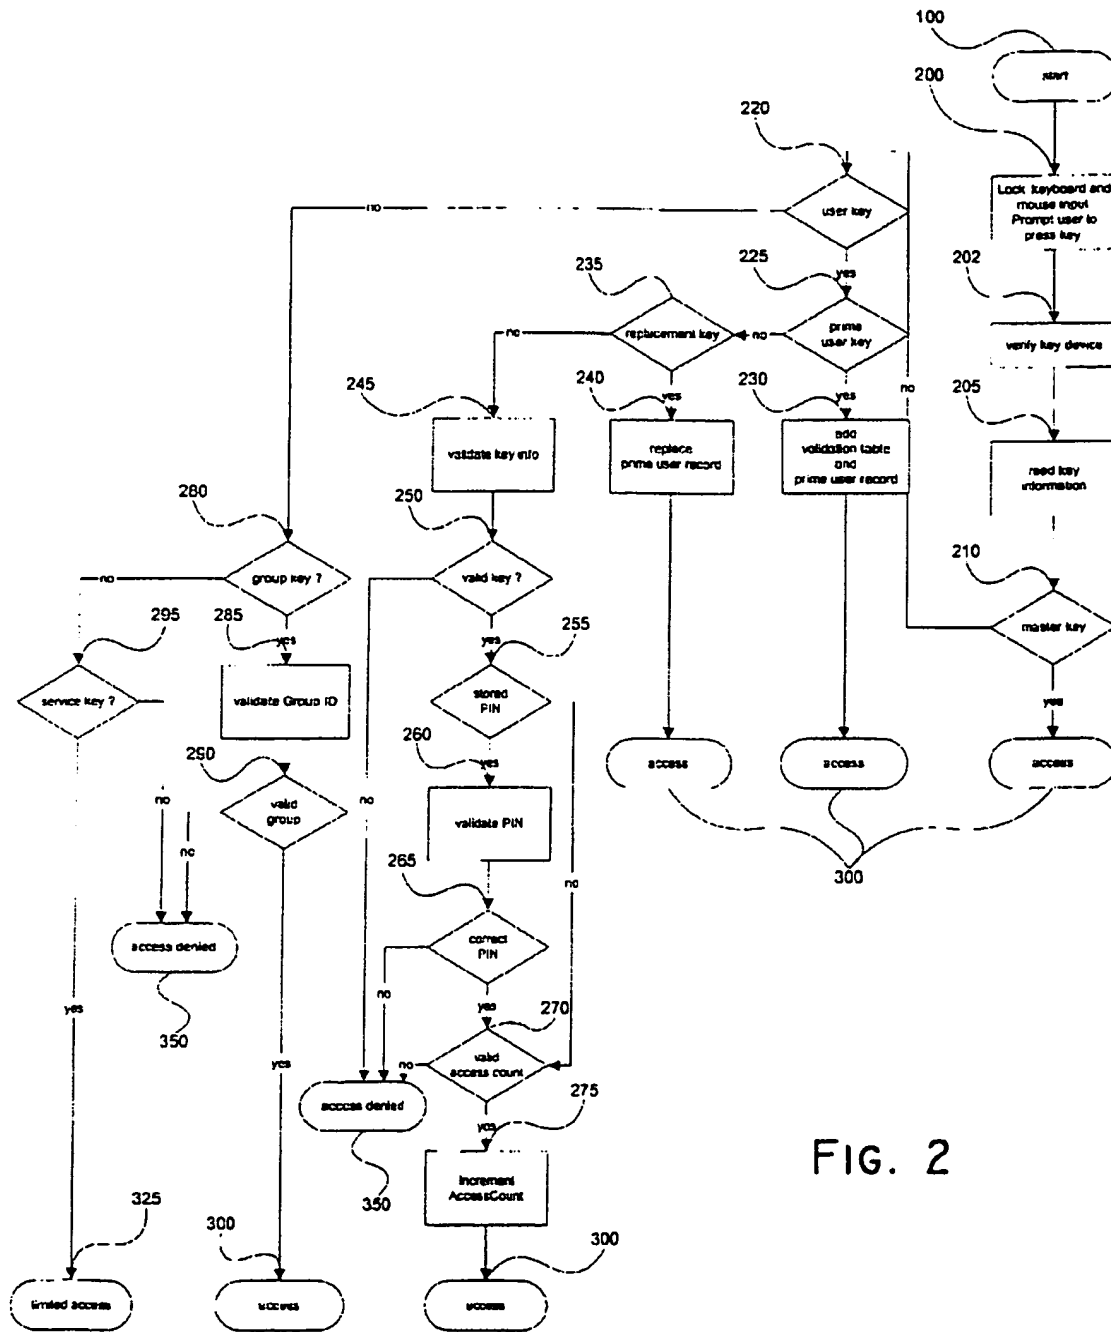 100
start
200
220
Lock keyboard and
mouse input
Prompt user to
press key
no
user key
202
yes
225
235
replacement key
no
prime
user key
no
verify key device
no
205
245
240
yes
230
yes
validate key info
replace
prime user record
add
validation table
and
prime user record
read key
information
280
250
210
no
group key ?
no
valid key ?
master key
295
285
yes
yes
255
service key ?
validate Group ID
stored
PIN
yes
290
260
yes
access
access
access
no
no
valid
group
no
validate PIN
300
265
no
access denied
correct
PIN
350
yes
no
yes
270
yes
no
valid
access count
275
access denied
yes
350
Increment
AccessCount
FIG. 2
325
300
300
limited access
access
access